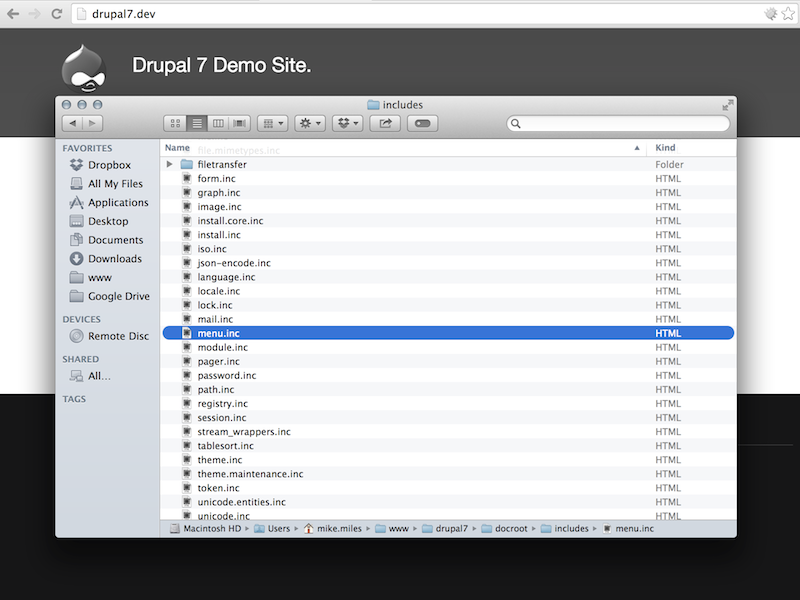 drupal7.dev
Drupal 7 Demo Site.
includes
FAVORITES
Dropbox
All My Files
Applications
Desktop
Documents
Downloads
www
Google Drive
DEVICES
Remote Disc
SHARED
All...
TAGS
Name Kind
file.mimetypes.inc
filetransfer Folder
form.inc HTML
graph.inc HTML
image.inc HTML
install.core.inc HTML
install.inc HTML
iso.inc HTML
json-encode.inc HTML
language.inc HTML
locale.inc HTML
lock.inc HTML
mail.inc HTML
menu.inc HTML
module.inc HTML
pager.inc HTML
password.inc HTML
path.inc HTML
registry.inc HTML
session.inc HTML
stream_wrappers.inc HTML
tablesort.inc HTML
theme.inc HTML
theme.maintenance.inc HTML
token.inc HTML
unicode.entities.inc HTML
unicode.inc HTML
Macintosh HD Users mike.miles www drupal7 docroot includes menu.inc